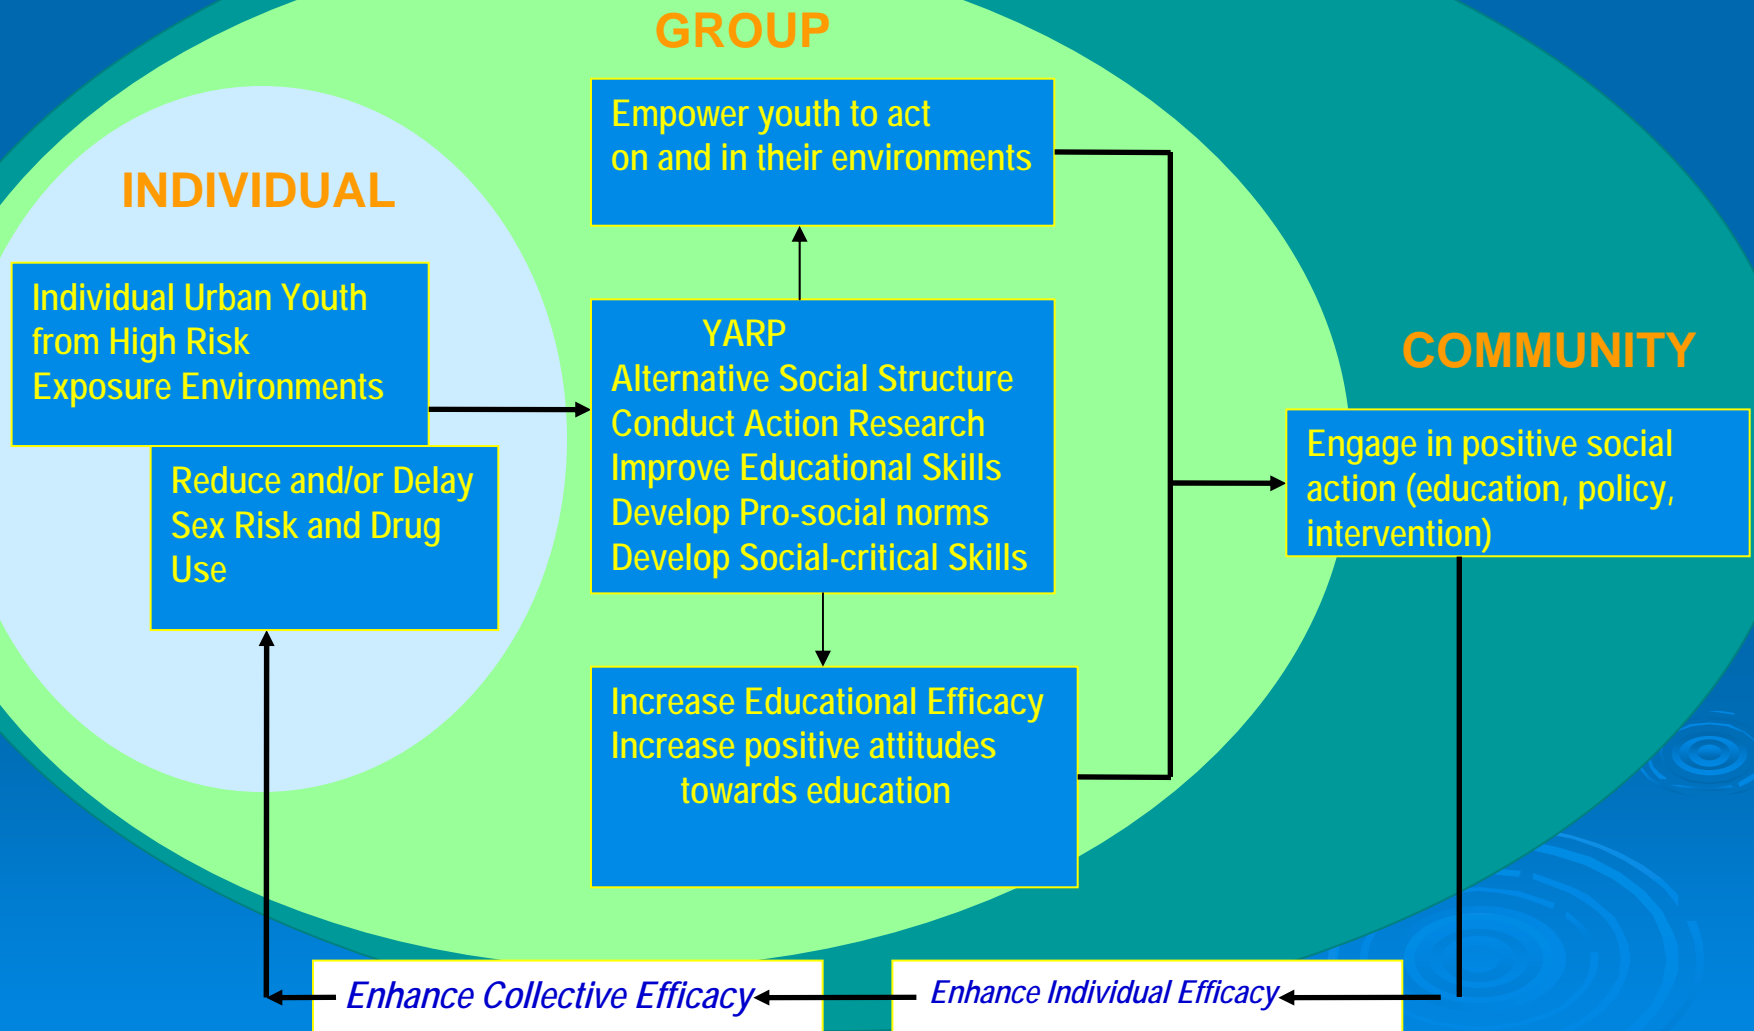 GROUP
Empower youth to act
on and in their environments
INDIVIDUAL
Individual Urban Youth
from High Risk
Exposure Environments
Reduce and/or Delay
Sex Risk and Drug
Use
YARP
Alternative Social Structure
Conduct Action Research
Improve Educational Skills
Develop Pro-social norms
Develop Social-critical Skills
Increase Educational Efficacy
Increase positive attitudes
towards education
COMMUNITY
Engage in positive social
action (education, policy,
intervention)
Enhance Collective Efficacy
Enhance Individual Efficacy